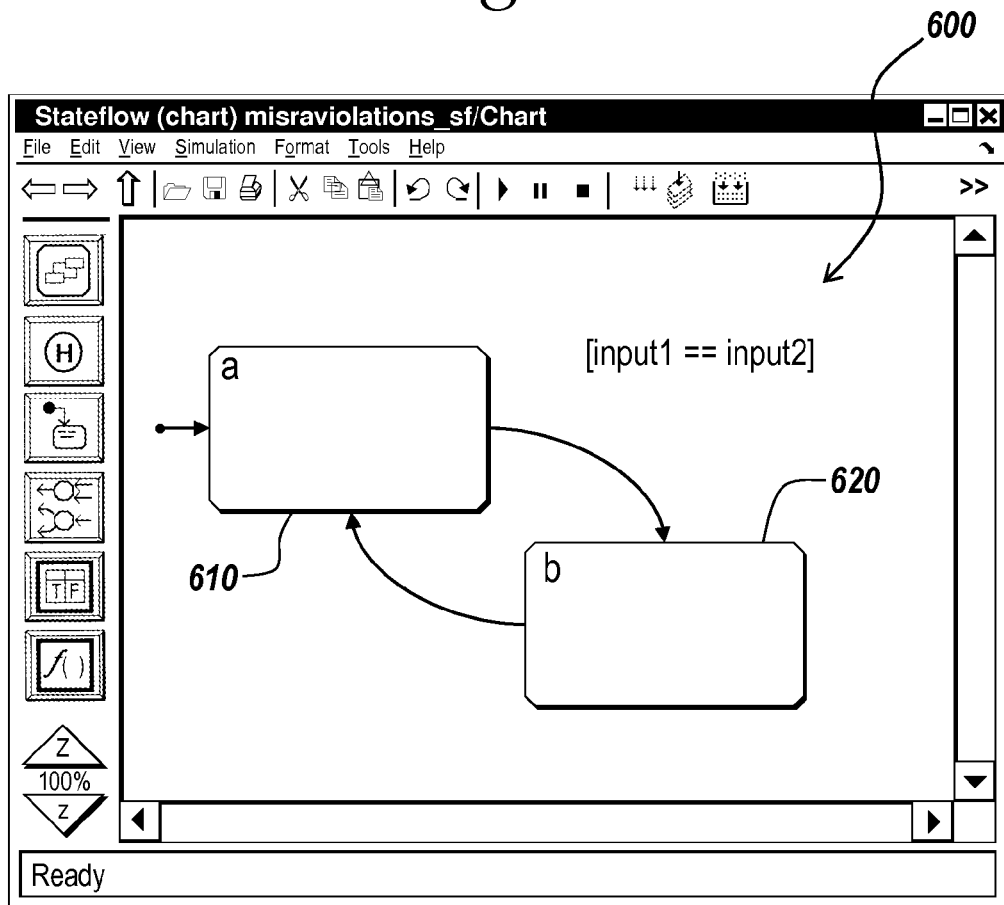 600
Stateflow (chart) misraviolations_sf/Chart
File Edit View Simulation Format Tools Help
>>
H
a
[input1 == input2]
620
610
b
T F
f( )
Z
100%
Z
Ready